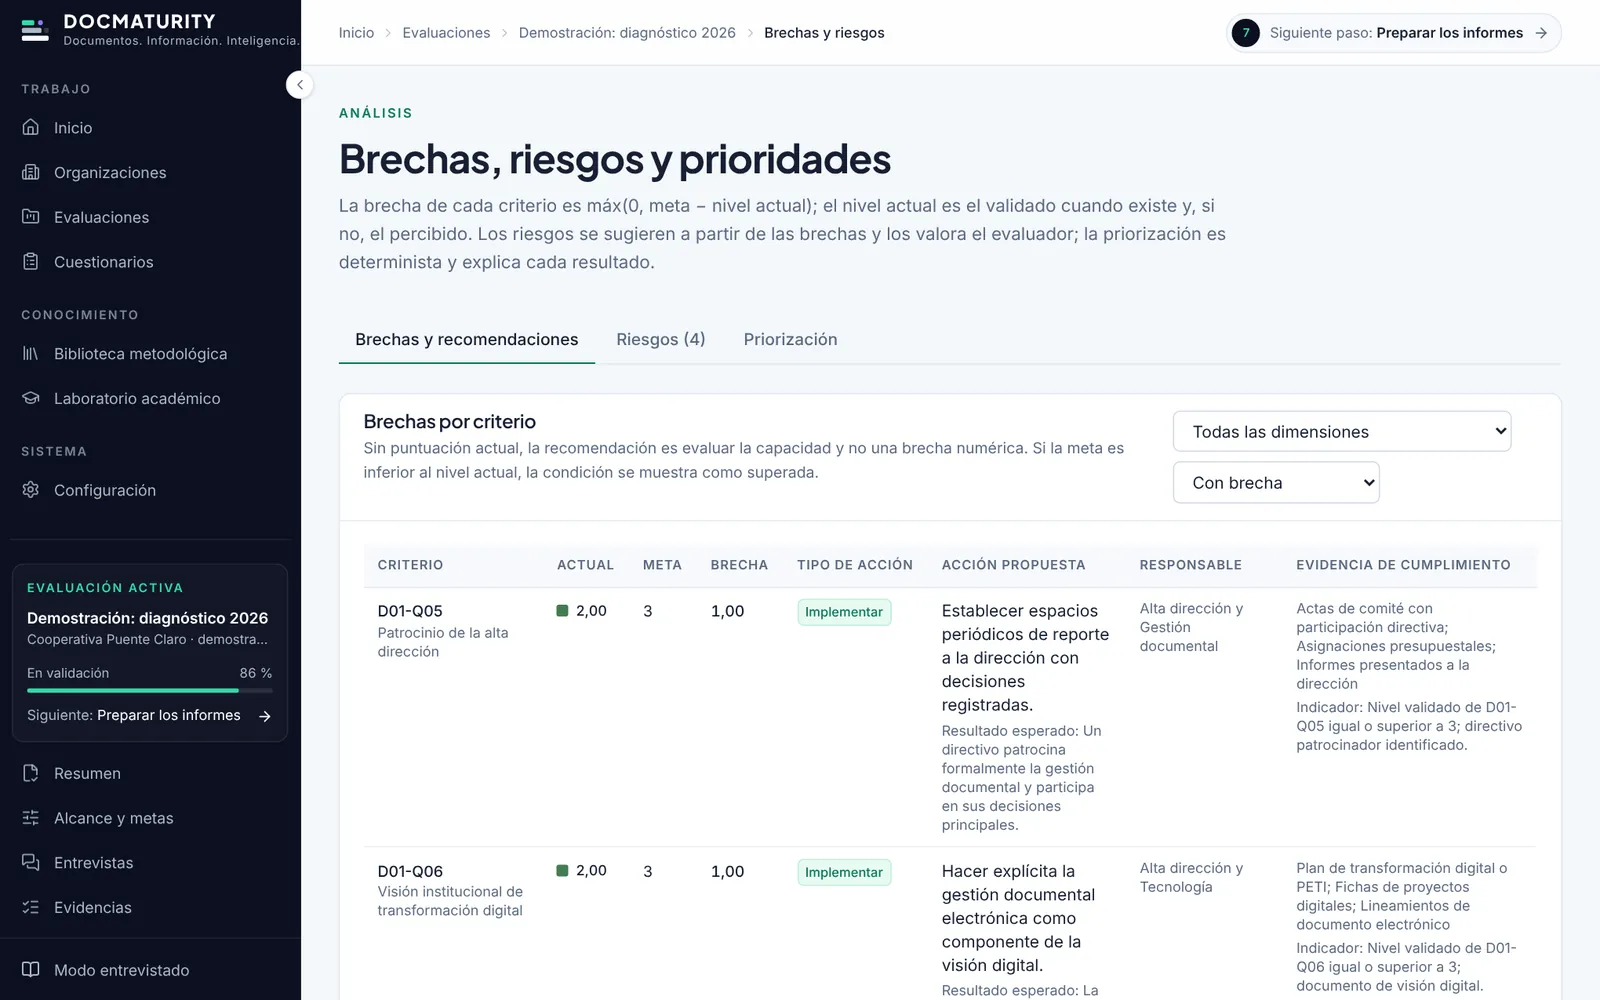 DOCMATURITY
Documentos. Información. Inteligencia.
TRABAJO
Inicio
Organizaciones
Evaluaciones
Cuestionarios
CONOCIMIENTO
Biblioteca metodológica
Laboratorio académico
SISTEMA
Configuración
EVALUACIÓN ACTIVA
Demostración: diagnóstico 2026
Cooperativa Puente Claro · demostra...
En validación 86 %
Siguiente: Preparar los informes
Resumen
Alcance y metas
Entrevistas
Evidencias
Modo entrevistado
Inicio Evaluaciones Demostración: diagnóstico 2026 Brechas y riesgos
7 Siguiente paso: Preparar los informes
ANÁLISIS
Brechas, riesgos y prioridades
La brecha de cada criterio es máx(0, meta − nivel actual); el nivel actual es el validado cuando existe y, si
no, el percibido. Los riesgos se sugieren a partir de las brechas y los valora el evaluador; la priorización es
determinista y explica cada resultado.
Brechas y recomendaciones Riesgos (4) Priorización
Brechas por criterio
Sin puntuación actual, la recomendación es evaluar la capacidad y no una brecha numérica. Si la meta es
inferior al nivel actual, la condición se muestra como superada.
Todas las dimensiones
Con brecha
CRITERIO ACTUAL META BRECHA TIPO DE ACCIÓN ACCIÓN PROPUESTA RESPONSABLE EVIDENCIA DE CUMPLIMIENTO
D01-Q05
Patrocinio de la alta
dirección
2,00
3
1,00
Implementar
Establecer espacios
periódicos de reporte
a la dirección con
decisiones
registradas.
Resultado esperado: Un
directivo patrocina
formalmente la gestión
documental y participa
en sus decisiones
principales.
Alta dirección y
Gestión
documental
Actas de comité con
participación directiva;
Asignaciones presupuestales;
Informes presentados a la
dirección
Indicador: Nivel validado de D01-
Q05 igual o superior a 3; directivo
patrocinador identificado.
D01-Q06
Visión institucional de
transformación digital
2,00
3
1,00
Implementar
Hacer explícita la
gestión documental
electrónica como
componente de la
visión digital.
Resultado esperado: La
Alta dirección y
Tecnología
Plan de transformación digital o
PETI; Fichas de proyectos
digitales; Lineamientos de
documento electrónico
Indicador: Nivel validado de D01-
Q06 igual o superior a 3;
documento de visión digital.